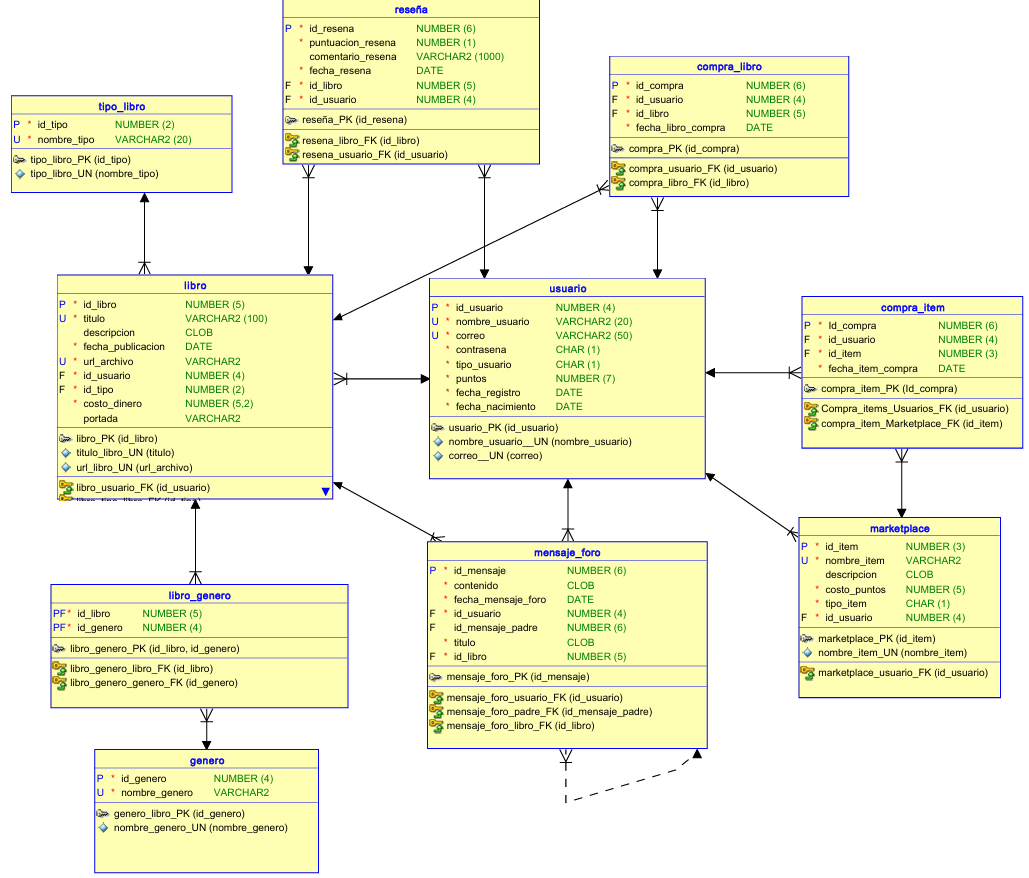 reseña
P * id_resena NUMBER (6)
* puntuacion_resena NUMBER (1)
comentario_resena VARCHAR2 (1000)
* fecha_resena DATE
F * id_libro NUMBER (5)
F * id_usuario NUMBER (4)
reseña_PK (id_resena)
resena_libro_FK (id_libro)
resena_usuario_FK (id_usuario)
compra_libro
P * id_compra NUMBER (6)
F * id_usuario NUMBER (4)
F * id_libro NUMBER (5)
* fecha_libro_compra DATE
compra_PK (id_compra)
compra_usuario_FK (id_usuario)
compra_libro_FK (id_libro)
tipo_libro
P * id_tipo NUMBER (2)
U * nombre_tipo VARCHAR2 (20)
tipo_libro_PK (id_tipo)
tipo_libro_UN (nombre_tipo)
libro
P * id_libro NUMBER (5)
U * titulo VARCHAR2 (100)
descripcion CLOB
* fecha_publicacion DATE
U * url_archivo VARCHAR2
F * id_usuario NUMBER (4)
F * id_tipo NUMBER (2)
* costo_dinero NUMBER (5,2)
portada VARCHAR2
libro_PK (id_libro)
titulo_libro_UN (titulo)
url_libro_UN (url_archivo)
libro_usuario_FK (id_usuario)
usuario
P * id_usuario NUMBER (4)
U * nombre_usuario VARCHAR2 (20)
U * correo VARCHAR2 (50)
* contrasena CHAR (1)
* tipo_usuario CHAR (1)
* puntos NUMBER (7)
* fecha_registro DATE
* fecha_nacimiento DATE
usuario_PK (id_usuario)
nombre_usuario__UN (nombre_usuario)
correo__UN (correo)
compra_item
P * Id_compra NUMBER (6)
F * id_usuario NUMBER (4)
F * id_item NUMBER (3)
* fecha_item_compra DATE
compra_item_PK (Id_compra)
Compra_items_Usuarios_FK (id_usuario)
compra_item_Marketplace_FK (id_item)
marketplace
P * id_item NUMBER (3)
U * nombre_item VARCHAR2
descripcion CLOB
* costo_puntos NUMBER (5)
* tipo_item CHAR (1)
F * id_usuario NUMBER (4)
marketplace_PK (id_item)
nombre_item_UN (nombre_item)
marketplace_usuario_FK (id_usuario)
mensaje_foro
P * id_mensaje NUMBER (6)
* contenido CLOB
* fecha_mensaje_foro DATE
F * id_usuario NUMBER (4)
F id_mensaje_padre NUMBER (6)
* titulo CLOB
F * id_libro NUMBER (5)
mensaje_foro_PK (id_mensaje)
mensaje_foro_usuario_FK (id_usuario)
mensaje_foro_padre_FK (id_mensaje_padre)
mensaje_foro_libro_FK (id_libro)
libro_genero
PF * id_libro NUMBER (5)
PF * id_genero NUMBER (4)
libro_genero_PK (id_libro, id_genero)
libro_genero_libro_FK (id_libro)
libro_genero_genero_FK (id_genero)
genero
P * id_genero NUMBER (4)
U * nombre_genero VARCHAR2
genero_libro_PK (id_genero)
nombre_genero_UN (nombre_genero)